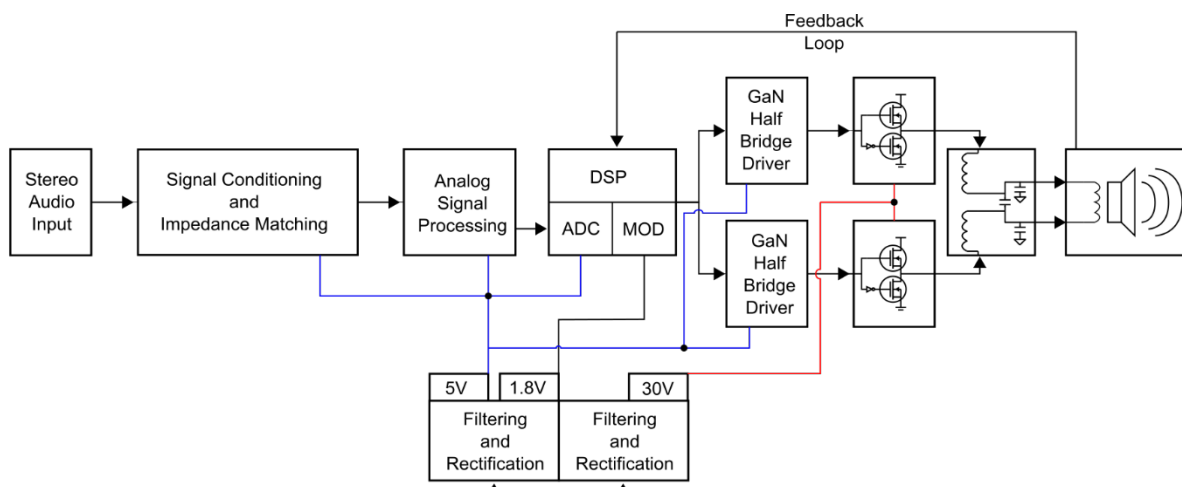 Feedback
Loop
Stereo
Audio
Input
Signal Conditioning
and
Impedance Matching
Analog
Signal
Processing
DSP
ADC
MOD
GaN
Half
Bridge
Driver
GaN
Half
Bridge
Driver
5V
1.8V
30V
Filtering
and
Rectification
Filtering
and
Rectification